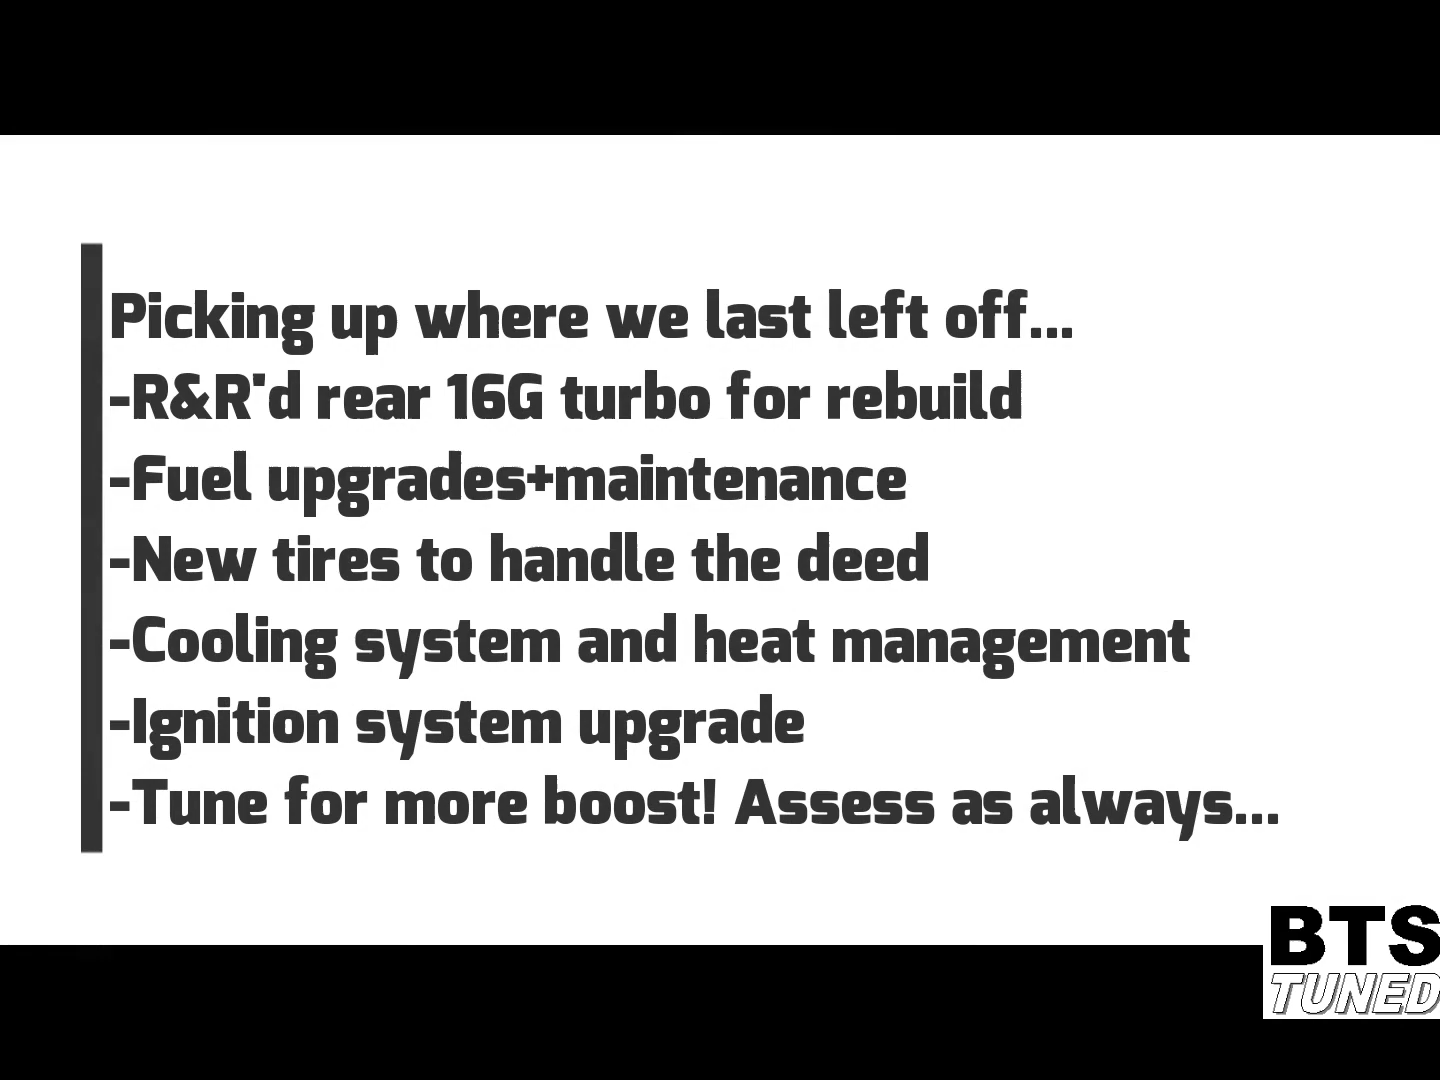 Picking up where we last left off...
-R&R'd rear 16G turbo for rebuild
-Fuel upgrades+maintenance
-New tires to handle the deed
-Cooling system and heat management
-Ignition system upgrade
-Tune for more boost! Assess as always...
BTS
TUNED